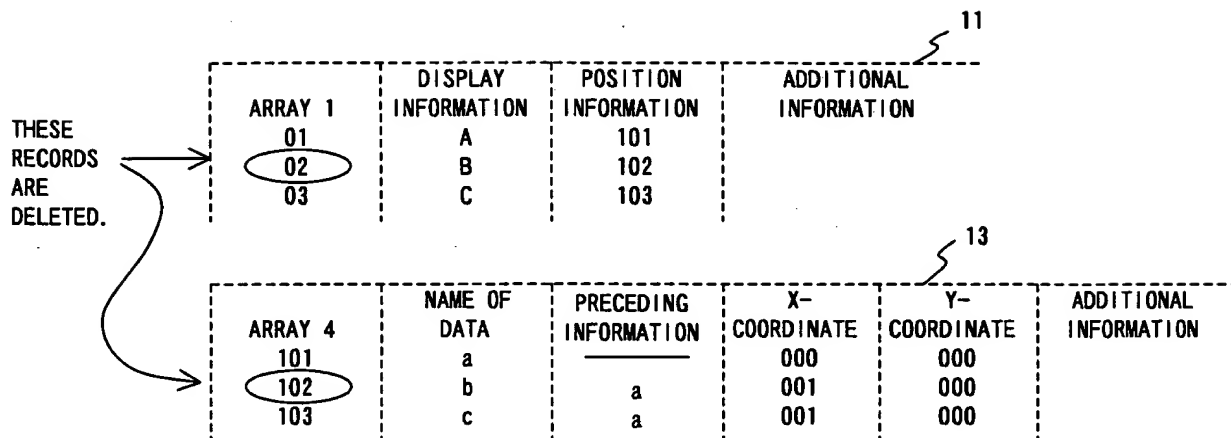 11
DISPLAY POSITION ADDITIONAL
ARRAY 1 INFORMATION INFORMATION INFORMATION
THESE
RECORDS
ARE
DELETED.
01 A 101
02 B 102
03 C 103
13
NAME OF PRECEDING X- Y- ADDITIONAL
ARRAY 4 DATA INFORMATION COORDINATE COORDINATE INFORMATION
101 a 000 000
102 b a 001 000
103 c a 001 000